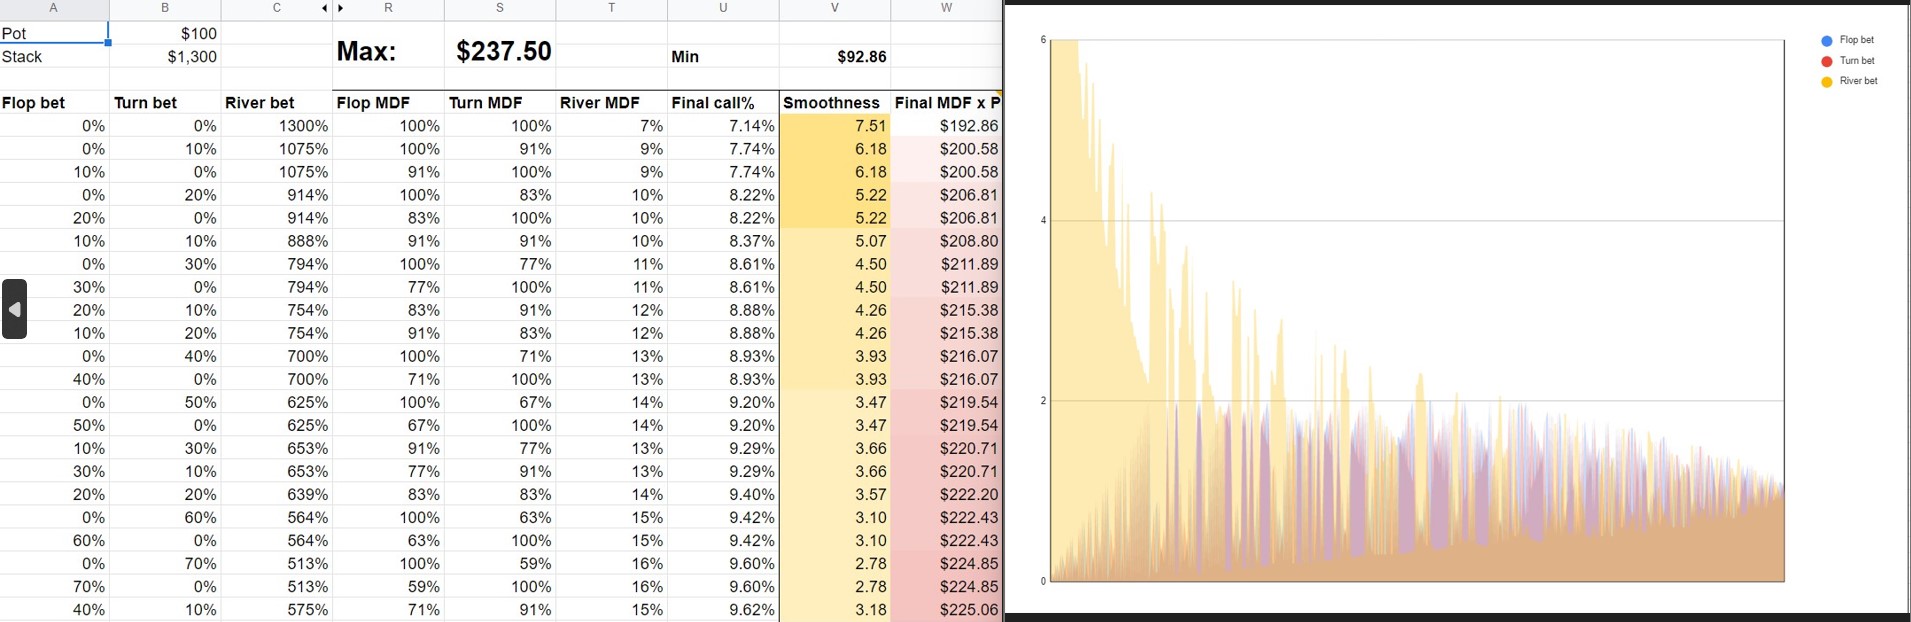 A B C R S T U V W
Pot $100
Max: $237.50
Stack $1,300 Min $92.86
Flop bet Turn bet River bet Flop MDF Turn MDF River MDF Final call% Smoothness Final MDF x P
0% 0% 1300% 100% 100% 7% 7.14% 7.51 $192.86
0% 10% 1075% 100% 91% 9% 7.74% 6.18 $200.58
10% 0% 1075% 91% 100% 9% 7.74% 6.18 $200.58
0% 20% 914% 100% 83% 10% 8.22% 5.22 $206.81
20% 0% 914% 83% 100% 10% 8.22% 5.22 $206.81
10% 10% 888% 91% 91% 10% 8.37% 5.07 $208.80
0% 30% 794% 100% 77% 11% 8.61% 4.50 $211.89
30% 0% 794% 77% 100% 11% 8.61% 4.50 $211.89
20% 10% 754% 83% 91% 12% 8.88% 4.26 $215.38
10% 20% 754% 91% 83% 12% 8.88% 4.26 $215.38
0% 40% 700% 100% 71% 13% 8.93% 3.93 $216.07
40% 0% 700% 71% 100% 13% 8.93% 3.93 $216.07
0% 50% 625% 100% 67% 14% 9.20% 3.47 $219.54
50% 0% 625% 67% 100% 14% 9.20% 3.47 $219.54
10% 30% 653% 91% 77% 13% 9.29% 3.66 $220.71
30% 10% 653% 77% 91% 13% 9.29% 3.66 $220.71
20% 20% 639% 83% 83% 14% 9.40% 3.57 $222.20
0% 60% 564% 100% 63% 15% 9.42% 3.10 $222.43
60% 0% 564% 63% 100% 15% 9.42% 3.10 $222.43
0% 70% 513% 100% 59% 16% 9.60% 2.78 $224.85
70% 0% 513% 59% 100% 16% 9.60% 2.78 $224.85
40% 10% 575% 71% 91% 15% 9.62% 3.18 $225.06
6
4
2
0
Flop bet
Turn bet
River bet